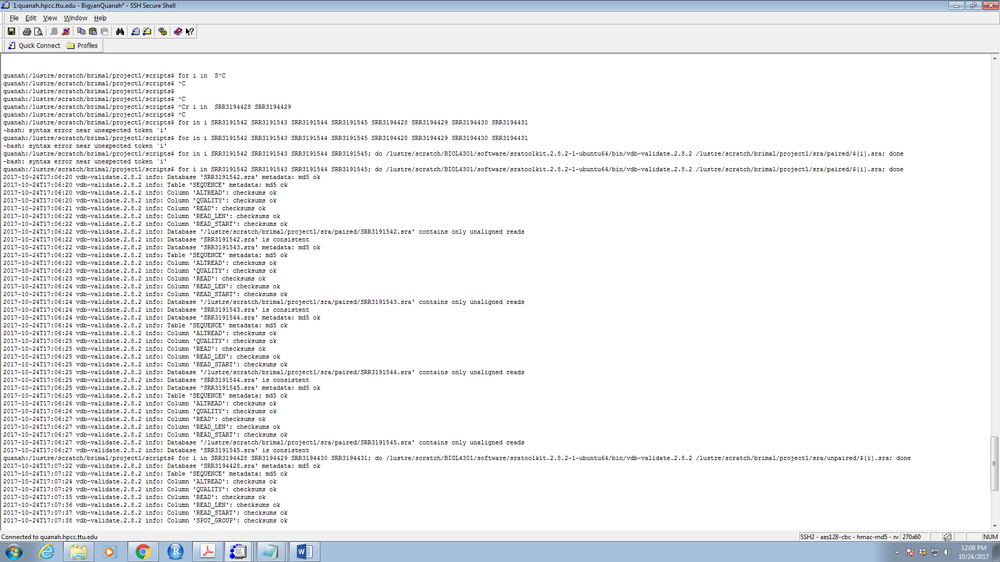 1:quanah.hpcc.ttu.edu - BigyanQuanah* - SSH Secure Shell
File Edit View Window Help
Quick Connect Profiles
quanah:/lustre/scratch/brimal/project1/scripts$ for i in  S^C
quanah:/lustre/scratch/brimal/project1/scripts$ ^C
quanah:/lustre/scratch/brimal/project1/scripts$
quanah:/lustre/scratch/brimal/project1/scripts$ ^C
quanah:/lustre/scratch/brimal/project1/scripts$ ^Cr i in  SRR3194428 SRR3194429
quanah:/lustre/scratch/brimal/project1/scripts$ ^C
quanah:/lustre/scratch/brimal/project1/scripts$ for in i SRR3191542 SRR3191543 SRR3191544 SRR3191545 SRR3194428 SRR3194429 SRR3194430 SRR3194431
-bash: syntax error near unexpected token `i'
quanah:/lustre/scratch/brimal/project1/scripts$ for in i SRR3191542 SRR3191543 SRR3191544 SRR3191545 SRR3194428 SRR3194429 SRR3194430 SRR3194431
-bash: syntax error near unexpected token `i'
quanah:/lustre/scratch/brimal/project1/scripts$ for in i SRR3191542 SRR3191543 SRR3191544 SRR3191545; do /lustre/scratch/BIOL4301/software/sratoolkit.2.8.2-1-ubuntu64/bin/vdb-validate.2.8.2 /lustre/scratch/brimal/project1/sra/paired/${i}.sra; done
-bash: syntax error near unexpected token `i'
quanah:/lustre/scratch/brimal/project1/scripts$ for i in SRR3191542 SRR3191543 SRR3191544 SRR3191545; do /lustre/scratch/BIOL4301/software/sratoolkit.2.8.2-1-ubuntu64/bin/vdb-validate.2.8.2 /lustre/scratch/brimal/project1/sra/paired/${i}.sra; done
2017-10-24T17:06:20 vdb-validate.2.8.2 info: Database 'SRR3191542.sra' metadata: md5 ok
2017-10-24T17:06:20 vdb-validate.2.8.2 info: Table 'SEQUENCE' metadata: md5 ok
2017-10-24T17:06:20 vdb-validate.2.8.2 info: Column 'ALTREAD': checksums ok
2017-10-24T17:06:20 vdb-validate.2.8.2 info: Column 'QUALITY': checksums ok
2017-10-24T17:06:21 vdb-validate.2.8.2 info: Column 'READ': checksums ok
2017-10-24T17:06:22 vdb-validate.2.8.2 info: Column 'READ_LEN': checksums ok
2017-10-24T17:06:22 vdb-validate.2.8.2 info: Column 'READ_START': checksums ok
2017-10-24T17:06:22 vdb-validate.2.8.2 info: Database '/lustre/scratch/brimal/project1/sra/paired/SRR3191542.sra' contains only unaligned reads
2017-10-24T17:06:22 vdb-validate.2.8.2 info: Database 'SRR3191542.sra' is consistent
2017-10-24T17:06:22 vdb-validate.2.8.2 info: Database 'SRR3191543.sra' metadata: md5 ok
2017-10-24T17:06:22 vdb-validate.2.8.2 info: Table 'SEQUENCE' metadata: md5 ok
2017-10-24T17:06:22 vdb-validate.2.8.2 info: Column 'ALTREAD': checksums ok
2017-10-24T17:06:23 vdb-validate.2.8.2 info: Column 'QUALITY': checksums ok
2017-10-24T17:06:23 vdb-validate.2.8.2 info: Column 'READ': checksums ok
2017-10-24T17:06:24 vdb-validate.2.8.2 info: Column 'READ_LEN': checksums ok
2017-10-24T17:06:24 vdb-validate.2.8.2 info: Column 'READ_START': checksums ok
2017-10-24T17:06:24 vdb-validate.2.8.2 info: Database '/lustre/scratch/brimal/project1/sra/paired/SRR3191543.sra' contains only unaligned reads
2017-10-24T17:06:24 vdb-validate.2.8.2 info: Database 'SRR3191543.sra' is consistent
2017-10-24T17:06:24 vdb-validate.2.8.2 info: Database 'SRR3191544.sra' metadata: md5 ok
2017-10-24T17:06:24 vdb-validate.2.8.2 info: Table 'SEQUENCE' metadata: md5 ok
2017-10-24T17:06:24 vdb-validate.2.8.2 info: Column 'ALTREAD': checksums ok
2017-10-24T17:06:25 vdb-validate.2.8.2 info: Column 'QUALITY': checksums ok
2017-10-24T17:06:25 vdb-validate.2.8.2 info: Column 'READ': checksums ok
2017-10-24T17:06:25 vdb-validate.2.8.2 info: Column 'READ_LEN': checksums ok
2017-10-24T17:06:25 vdb-validate.2.8.2 info: Column 'READ_START': checksums ok
2017-10-24T17:06:25 vdb-validate.2.8.2 info: Database '/lustre/scratch/brimal/project1/sra/paired/SRR3191544.sra' contains only unaligned reads
2017-10-24T17:06:25 vdb-validate.2.8.2 info: Database 'SRR3191544.sra' is consistent
2017-10-24T17:06:25 vdb-validate.2.8.2 info: Database 'SRR3191545.sra' metadata: md5 ok
2017-10-24T17:06:25 vdb-validate.2.8.2 info: Table 'SEQUENCE' metadata: md5 ok
2017-10-24T17:06:26 vdb-validate.2.8.2 info: Column 'ALTREAD': checksums ok
2017-10-24T17:06:26 vdb-validate.2.8.2 info: Column 'QUALITY': checksums ok
2017-10-24T17:06:27 vdb-validate.2.8.2 info: Column 'READ': checksums ok
2017-10-24T17:06:27 vdb-validate.2.8.2 info: Column 'READ_LEN': checksums ok
2017-10-24T17:06:27 vdb-validate.2.8.2 info: Column 'READ_START': checksums ok
2017-10-24T17:06:27 vdb-validate.2.8.2 info: Database '/lustre/scratch/brimal/project1/sra/paired/SRR3191545.sra' contains only unaligned reads
2017-10-24T17:06:27 vdb-validate.2.8.2 info: Database 'SRR3191545.sra' is consistent
quanah:/lustre/scratch/brimal/project1/scripts$ for i in SRR3194428 SRR3194429 SRR3194430 SRR3194431; do /lustre/scratch/BIOL4301/software/sratoolkit.2.8.2-1-ubuntu64/bin/vdb-validate.2.8.2 /lustre/scratch/brimal/project1/sra/unpaired/${i}.sra; done
2017-10-24T17:07:22 vdb-validate.2.8.2 info: Database 'SRR3194428.sra' metadata: md5 ok
2017-10-24T17:07:22 vdb-validate.2.8.2 info: Table 'SEQUENCE' metadata: md5 ok
2017-10-24T17:07:24 vdb-validate.2.8.2 info: Column 'ALTREAD': checksums ok
2017-10-24T17:07:29 vdb-validate.2.8.2 info: Column 'QUALITY': checksums ok
2017-10-24T17:07:35 vdb-validate.2.8.2 info: Column 'READ': checksums ok
2017-10-24T17:07:36 vdb-validate.2.8.2 info: Column 'READ_LEN': checksums ok
2017-10-24T17:07:37 vdb-validate.2.8.2 info: Column 'READ_START': checksums ok
2017-10-24T17:07:38 vdb-validate.2.8.2 info: Column 'SPOT_GROUP': checksums ok
Connected to quanah.hpcc.ttu.edu SSH2 - aes128-cbc - hmac-md5 - 270x60 NUM
12:08 PM
10/24/2017